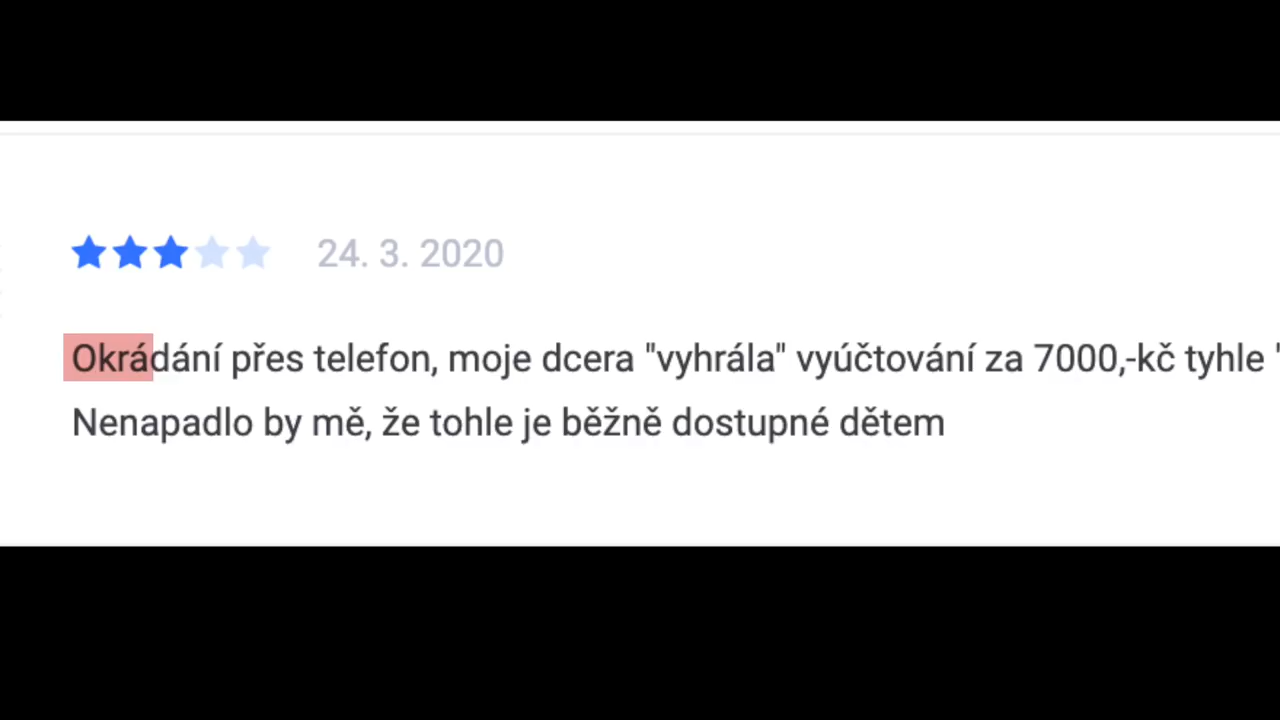 24. 3. 2020
Okrádání přes telefon, moje dcera "vyhrála" vyúčtování za 7000,-kč tyhle "
Nenapadlo by mě, že tohle je běžně dostupné dětem